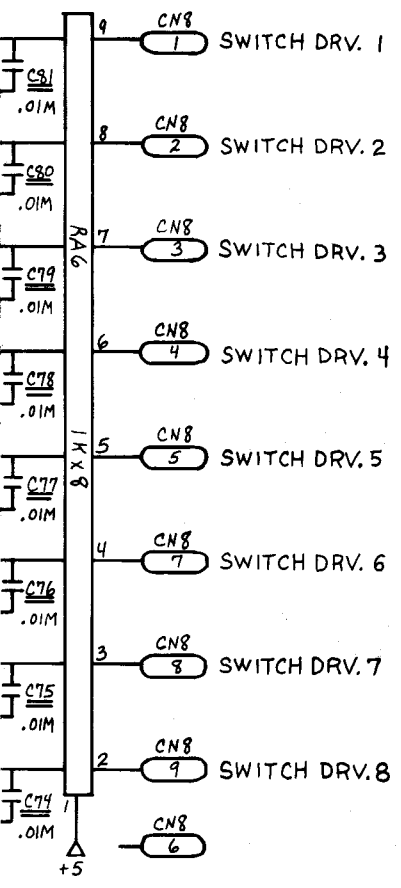 9 CN8
1 SWITCH DRV. 1
C81
.01M
8 CN8
2 SWITCH DRV. 2
C80
.01M
RA6
7 CN8
3 SWITCH DRV. 3
C79
.01M
6 CN8
4 SWITCH DRV. 4
C78
.01M
1K x 8
5 CN8
5 SWITCH DRV. 5
C77
.01M
4 CN8
7 SWITCH DRV. 6
C76
.01M
3 CN8
8 SWITCH DRV. 7
C75
.01M
2 CN8
9 SWITCH DRV. 8
C74
.01M
1
CN8
6
+5